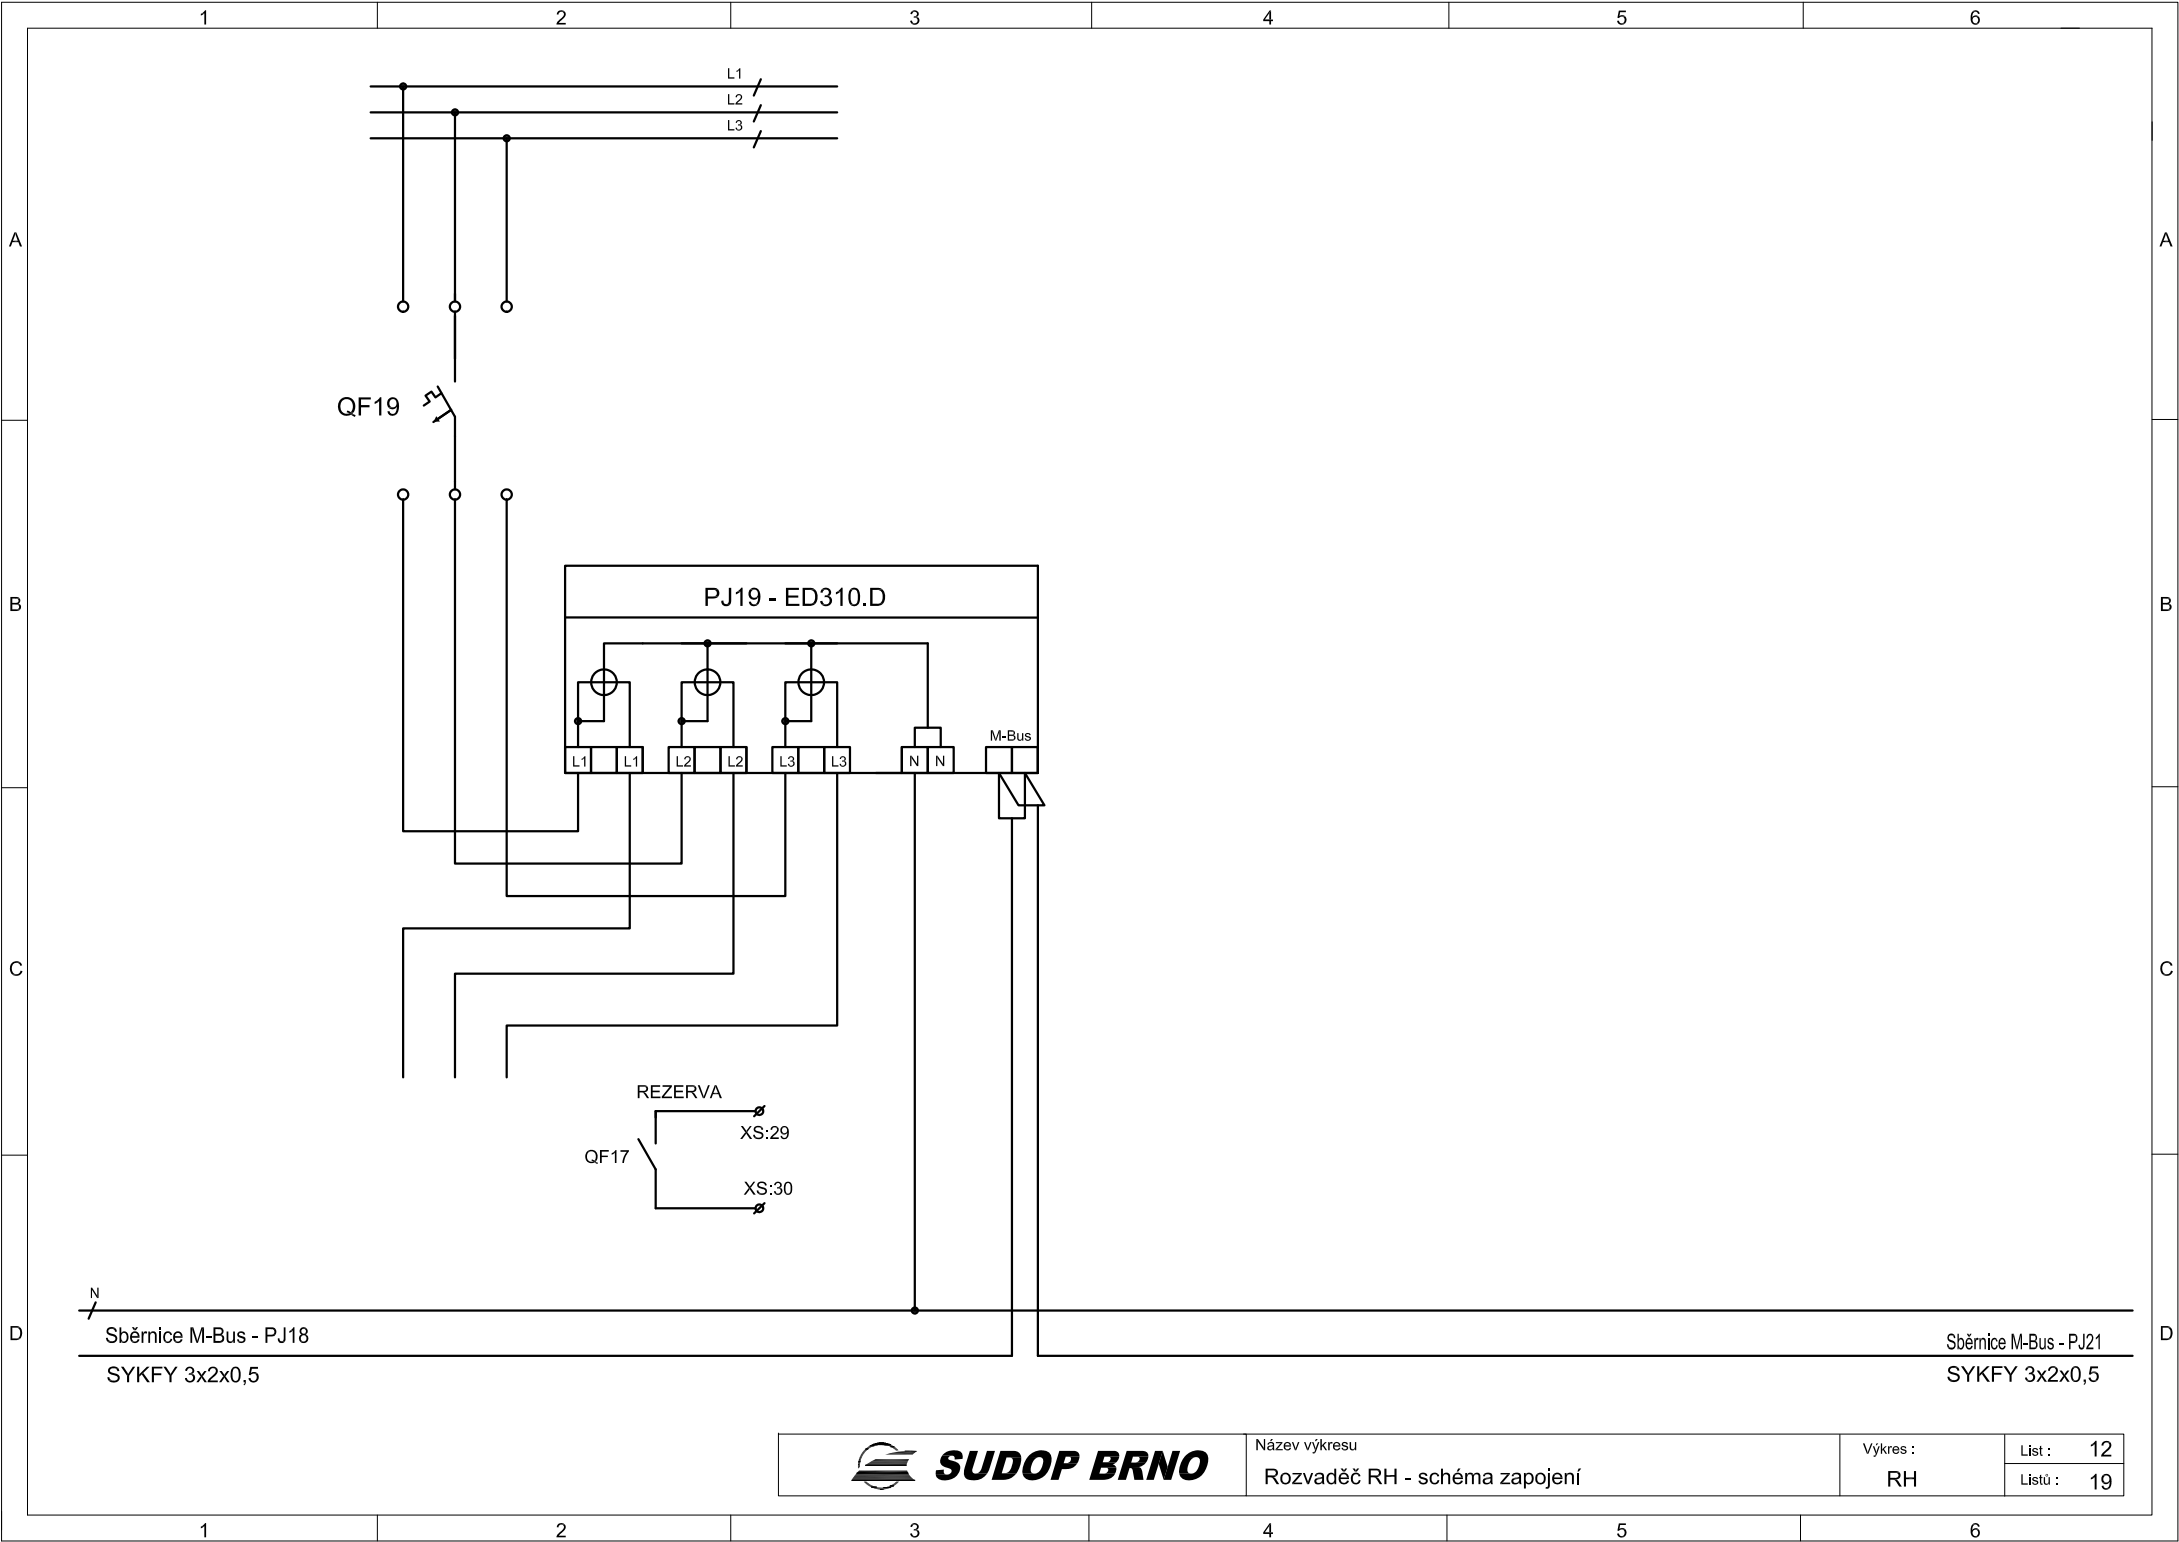 1 2 3 4 5 6
L1
L2
L3
A A
QF19
B B
PJ19 - ED310.D
M-Bus
L1 L1 L2 L2 L3 L3 N N
C C
REZERVA
XS:29
QF17
XS:30
N
D D
Sběrnice M-Bus - PJ18
Sběrnice M-Bus - PJ21
SYKFY 3x2x0,5
SYKFY 3x2x0,5
SUDOP BRNO
Název výkresu
Rozvaděč RH - schéma zapojení
Výkres :
RH
List : 12
Listů : 19
1 2 3 4 5 6